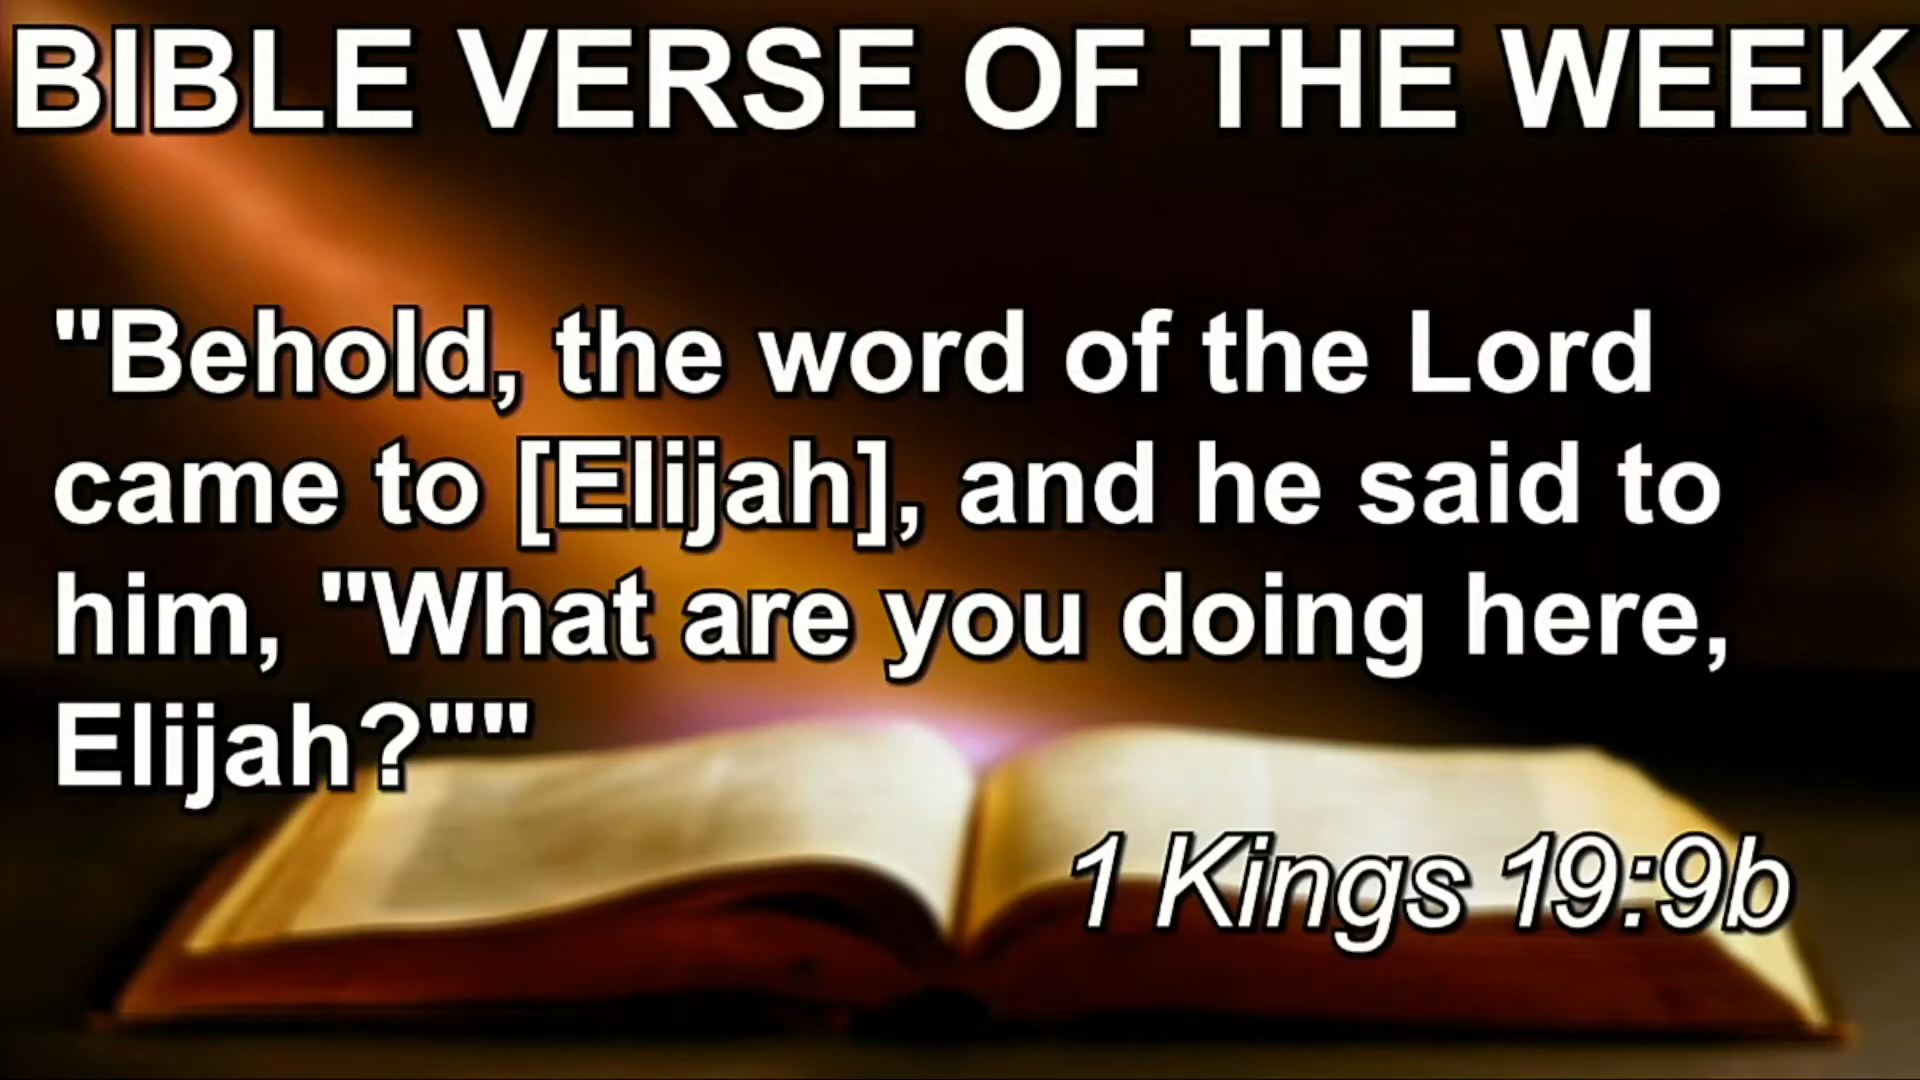 BIBLE VERSE OF THE WEEK
"Behold, the word of the Lord
came to [Elijah], and he said to
him, "What are you doing here,
Elijah?""
1 Kings 19:9b